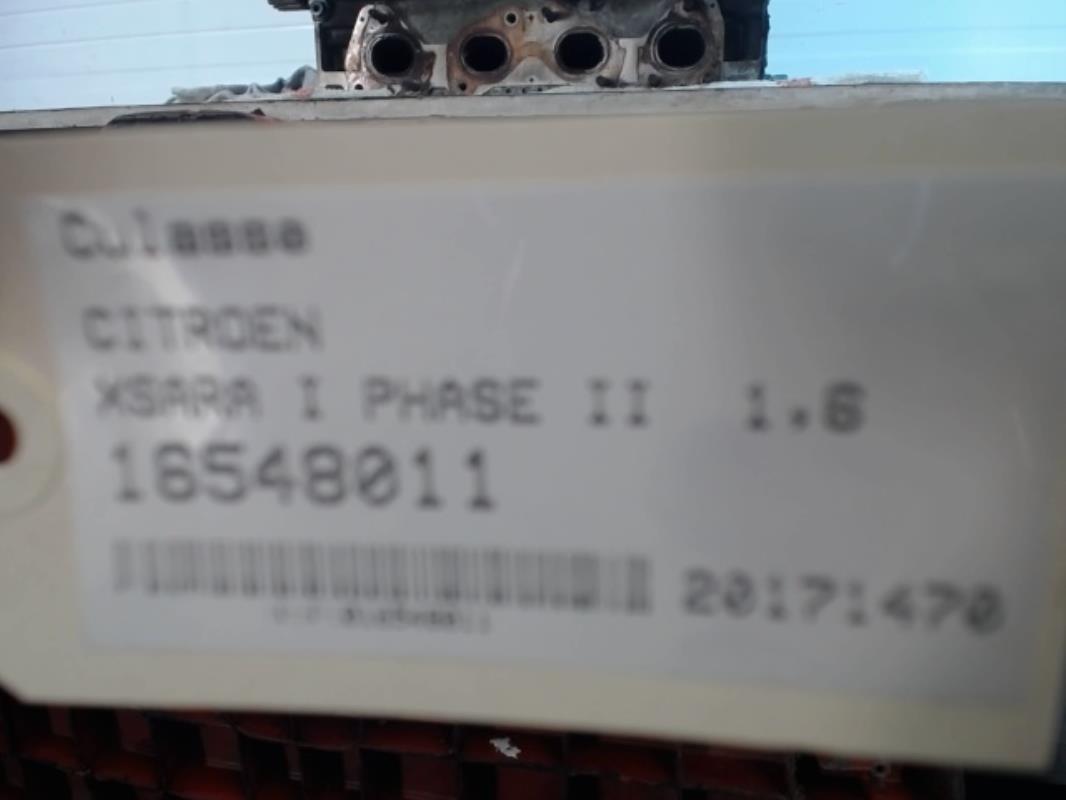 Culasse
CITROEN
XSARA I PHASE II 1.6
16548011
20171470